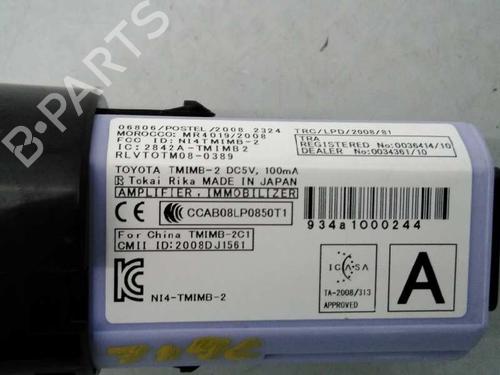 B-PARTS
06806/POSTEL/2008 2324
MOROCCO: MR4019/2008
FCC ID: NI4TMIMB-2
IC: 2842A-TMIMB2
RLVTOTM08-0389
TRC/LPD/2008/81
TRA
REGISTERED No:0036414/10
DEALER No:0034361/10
TOYOTA TMIMB-2 DC5V, 100mA
Tokai Rika MADE IN JAPAN
AMPLIFIER, IMMOBILIZER
CCAB08LP0850T1
For China TMIMB-2C1
CMII ID:2008DJ1561
934a1000244
NI4-TMIMB-2
ICASA
TA-2008/313
APPROVED
A